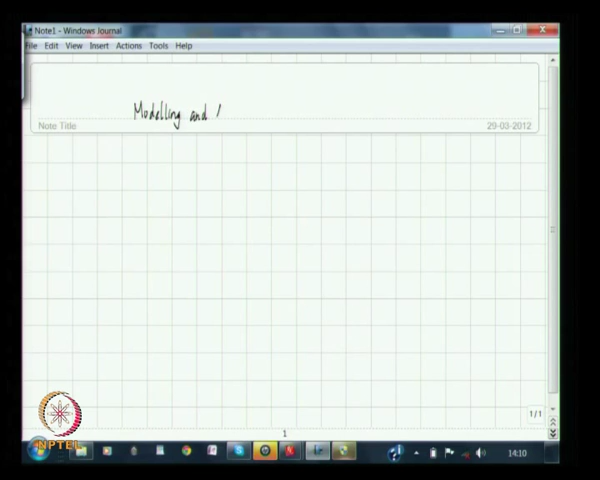 Note1 - Windows Journal
File Edit View Insert Actions Tools Help
Modelling and
Note Title
29-03-2012
1/1
1
NPTEL
14:10